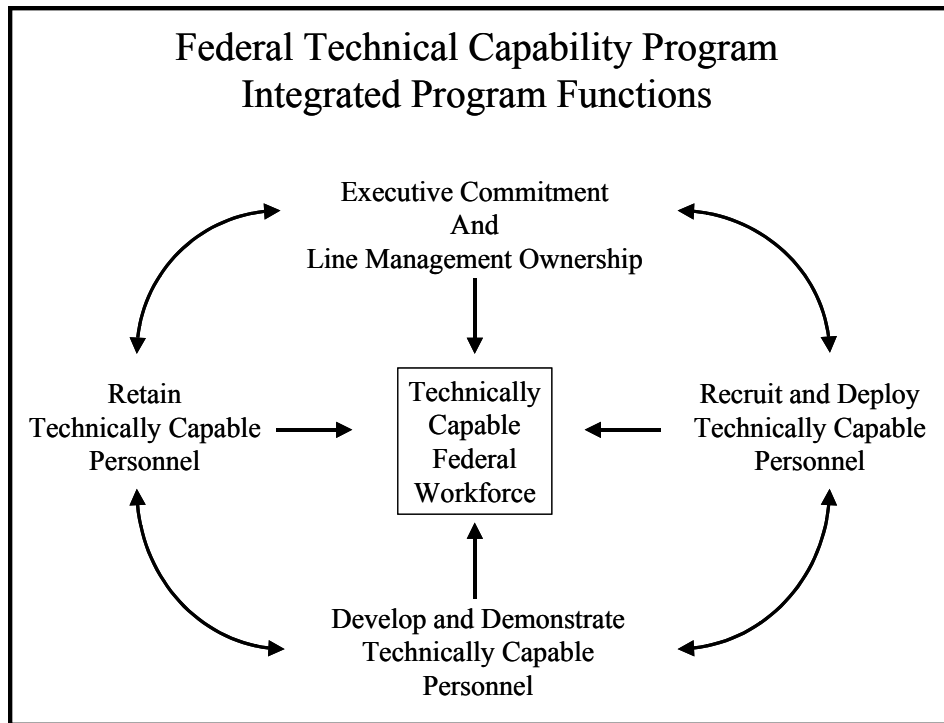 Federal Technical Capability Program
Integrated Program Functions
Executive Commitment
And
Line Management Ownership
Retain
Technically Capable
Personnel
Technically
Capable
Federal
Workforce
Recruit and Deploy
Technically Capable
Personnel
Develop and Demonstrate
Technically Capable
Personnel